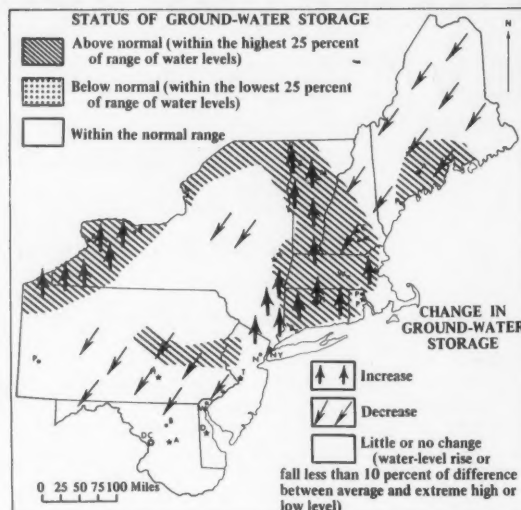 STATUS OF GROUND-WATER STORAGE
Above normal (within the highest 25 percent
of range of water levels)
Below normal (within the lowest 25 percent
of range of water levels)
Within the normal range
N
CHANGE IN
GROUND-WATER
STORAGE
Increase
Decrease
Little or no change
(water-level rise or
fall less than 10 percent of difference
between average and extreme high or
low level)
P
N
NY
T
DC
B
A
D
0 25 50 75 100 Miles